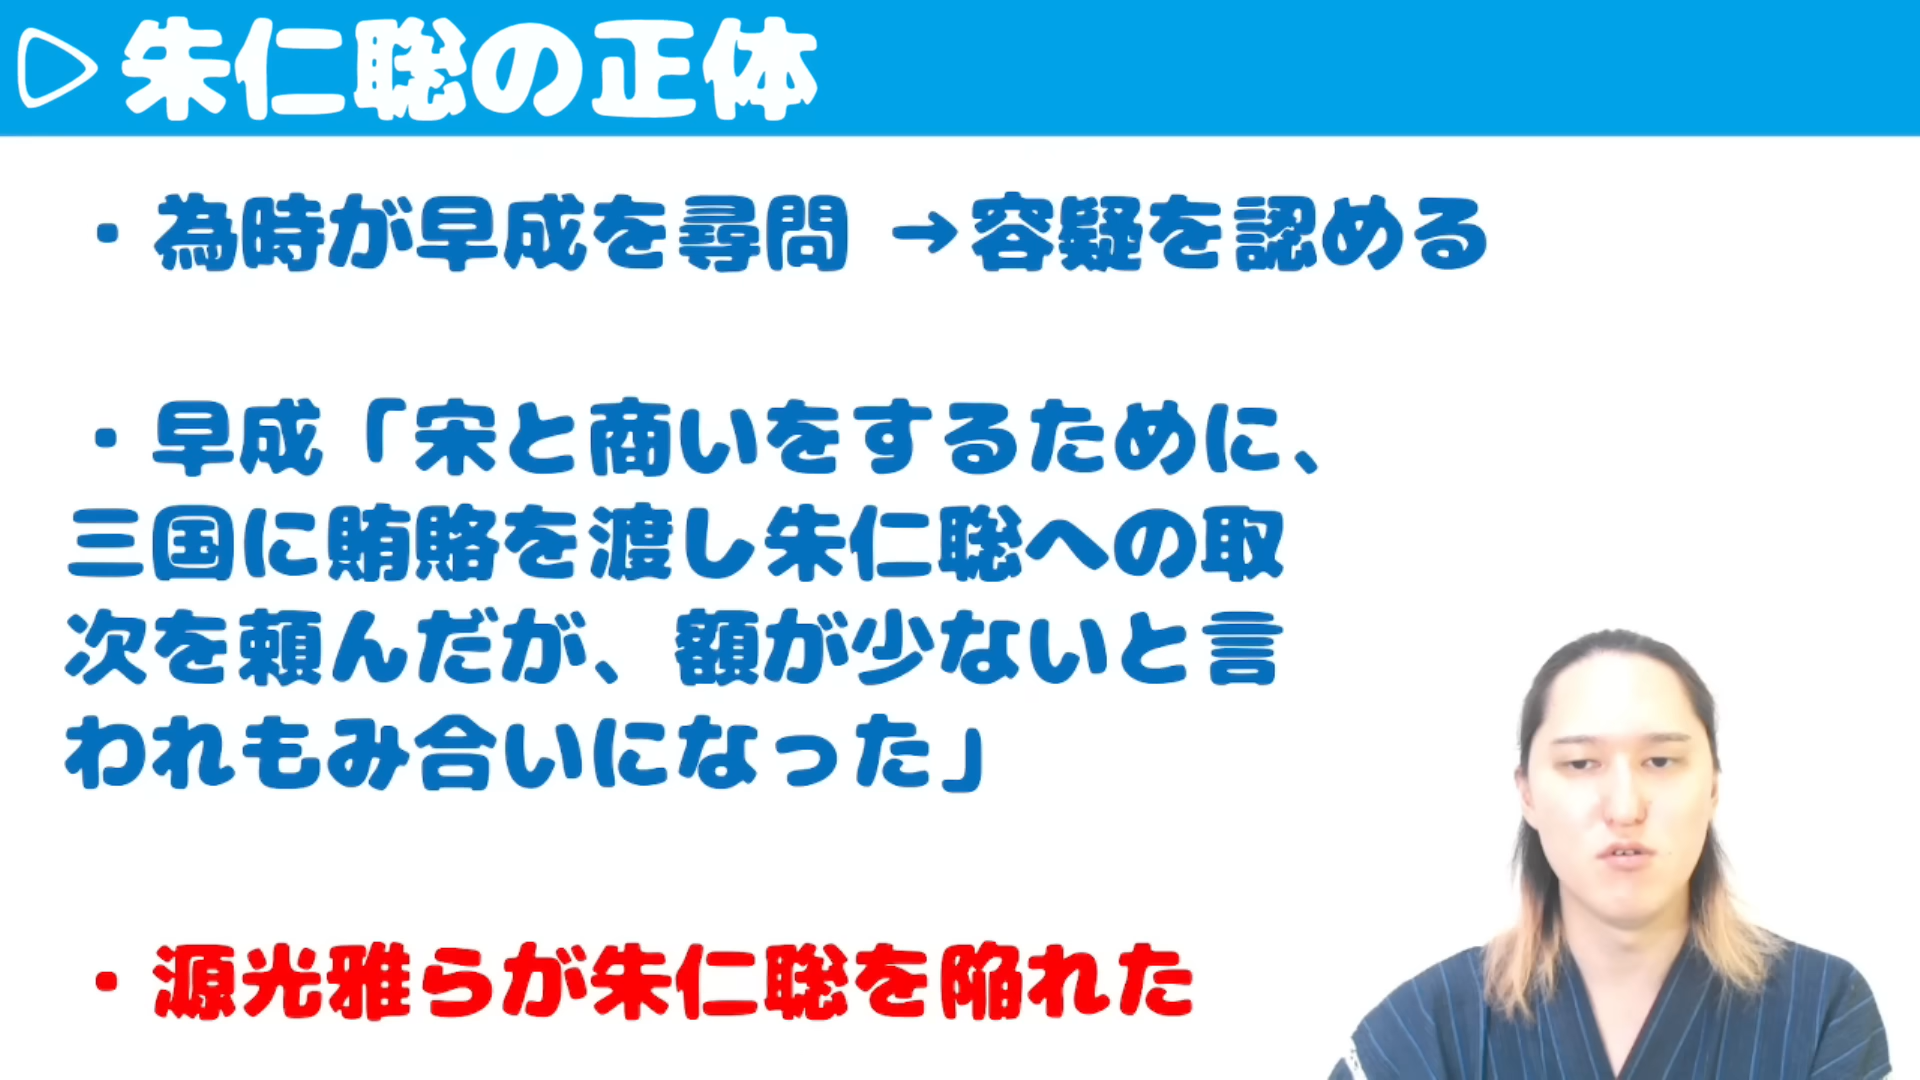 朱仁聡の正体
・為時が早成を尋問 →容疑を認める
・早成「宋と商いをするために、
三国に賄賂を渡し朱仁聡への取
次を頼んだが、額が少ないと言
われもみ合いになった」
・源光雅らが朱仁聡を陥れた